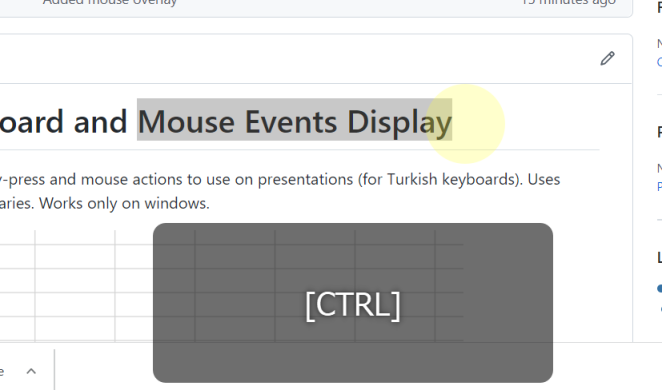 Added mouse overlay 15 minutes ago
oard and Mouse Events Display
y-press and mouse actions to use on presentations (for Turkish keyboards). Uses
aries. Works only on windows.
[CTRL]